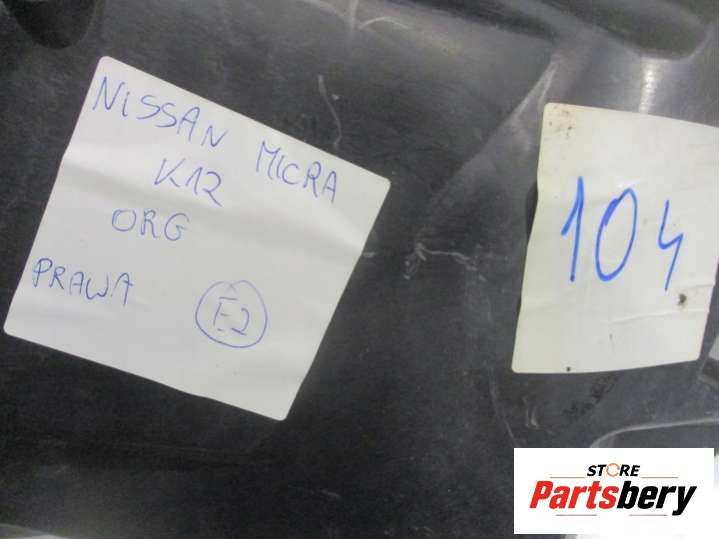 NISSAN MICRA
K12
ORG
PRAWA
E2
104
STORE
Partsbery